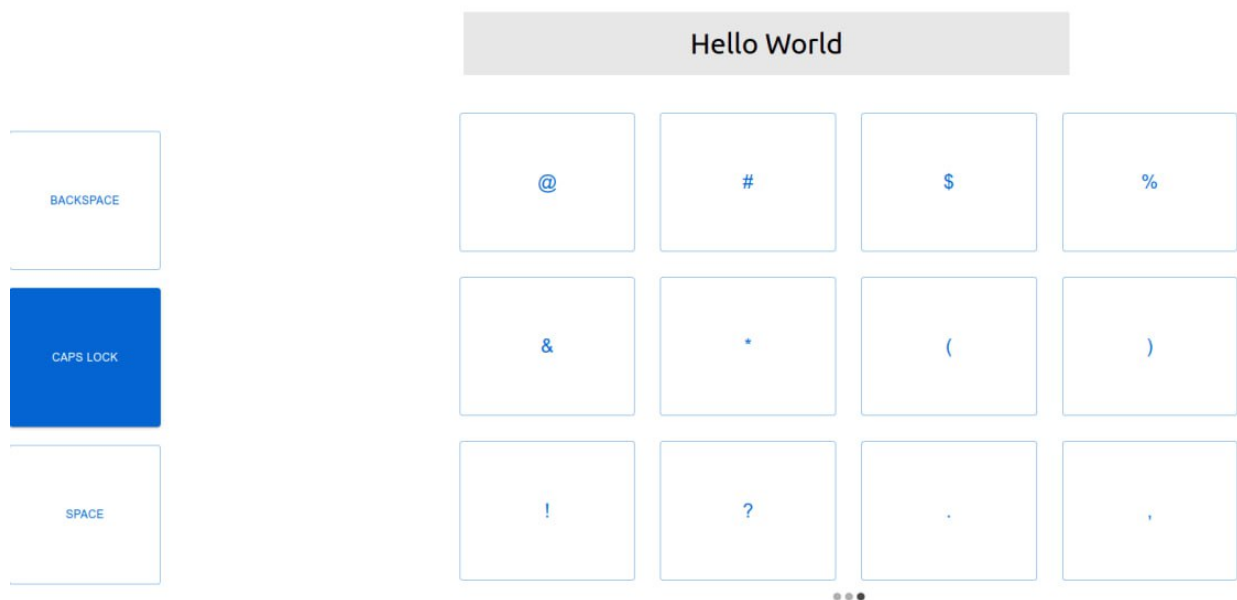 Hello World
@ # $ %
BACKSPACE
& * ( )
CAPS LOCK
! ? . ,
SPACE